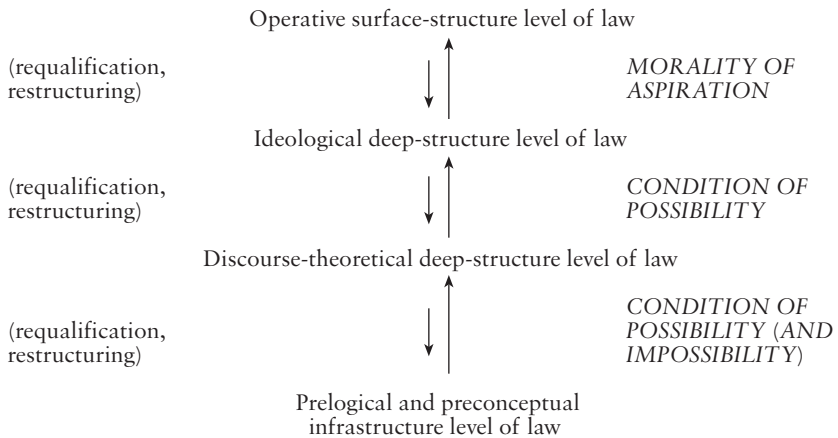 Operative surface-structure level of law
(requalification,
restructuring)
MORALITY OF
ASPIRATION
Ideological deep-structure level of law
(requalification,
restructuring)
CONDITION OF
POSSIBILITY
Discourse-theoretical deep-structure level of law
(requalification,
restructuring)
CONDITION OF
POSSIBILITY (AND
IMPOSSIBILITY)
Prelogical and preconceptual
infrastructure level of law